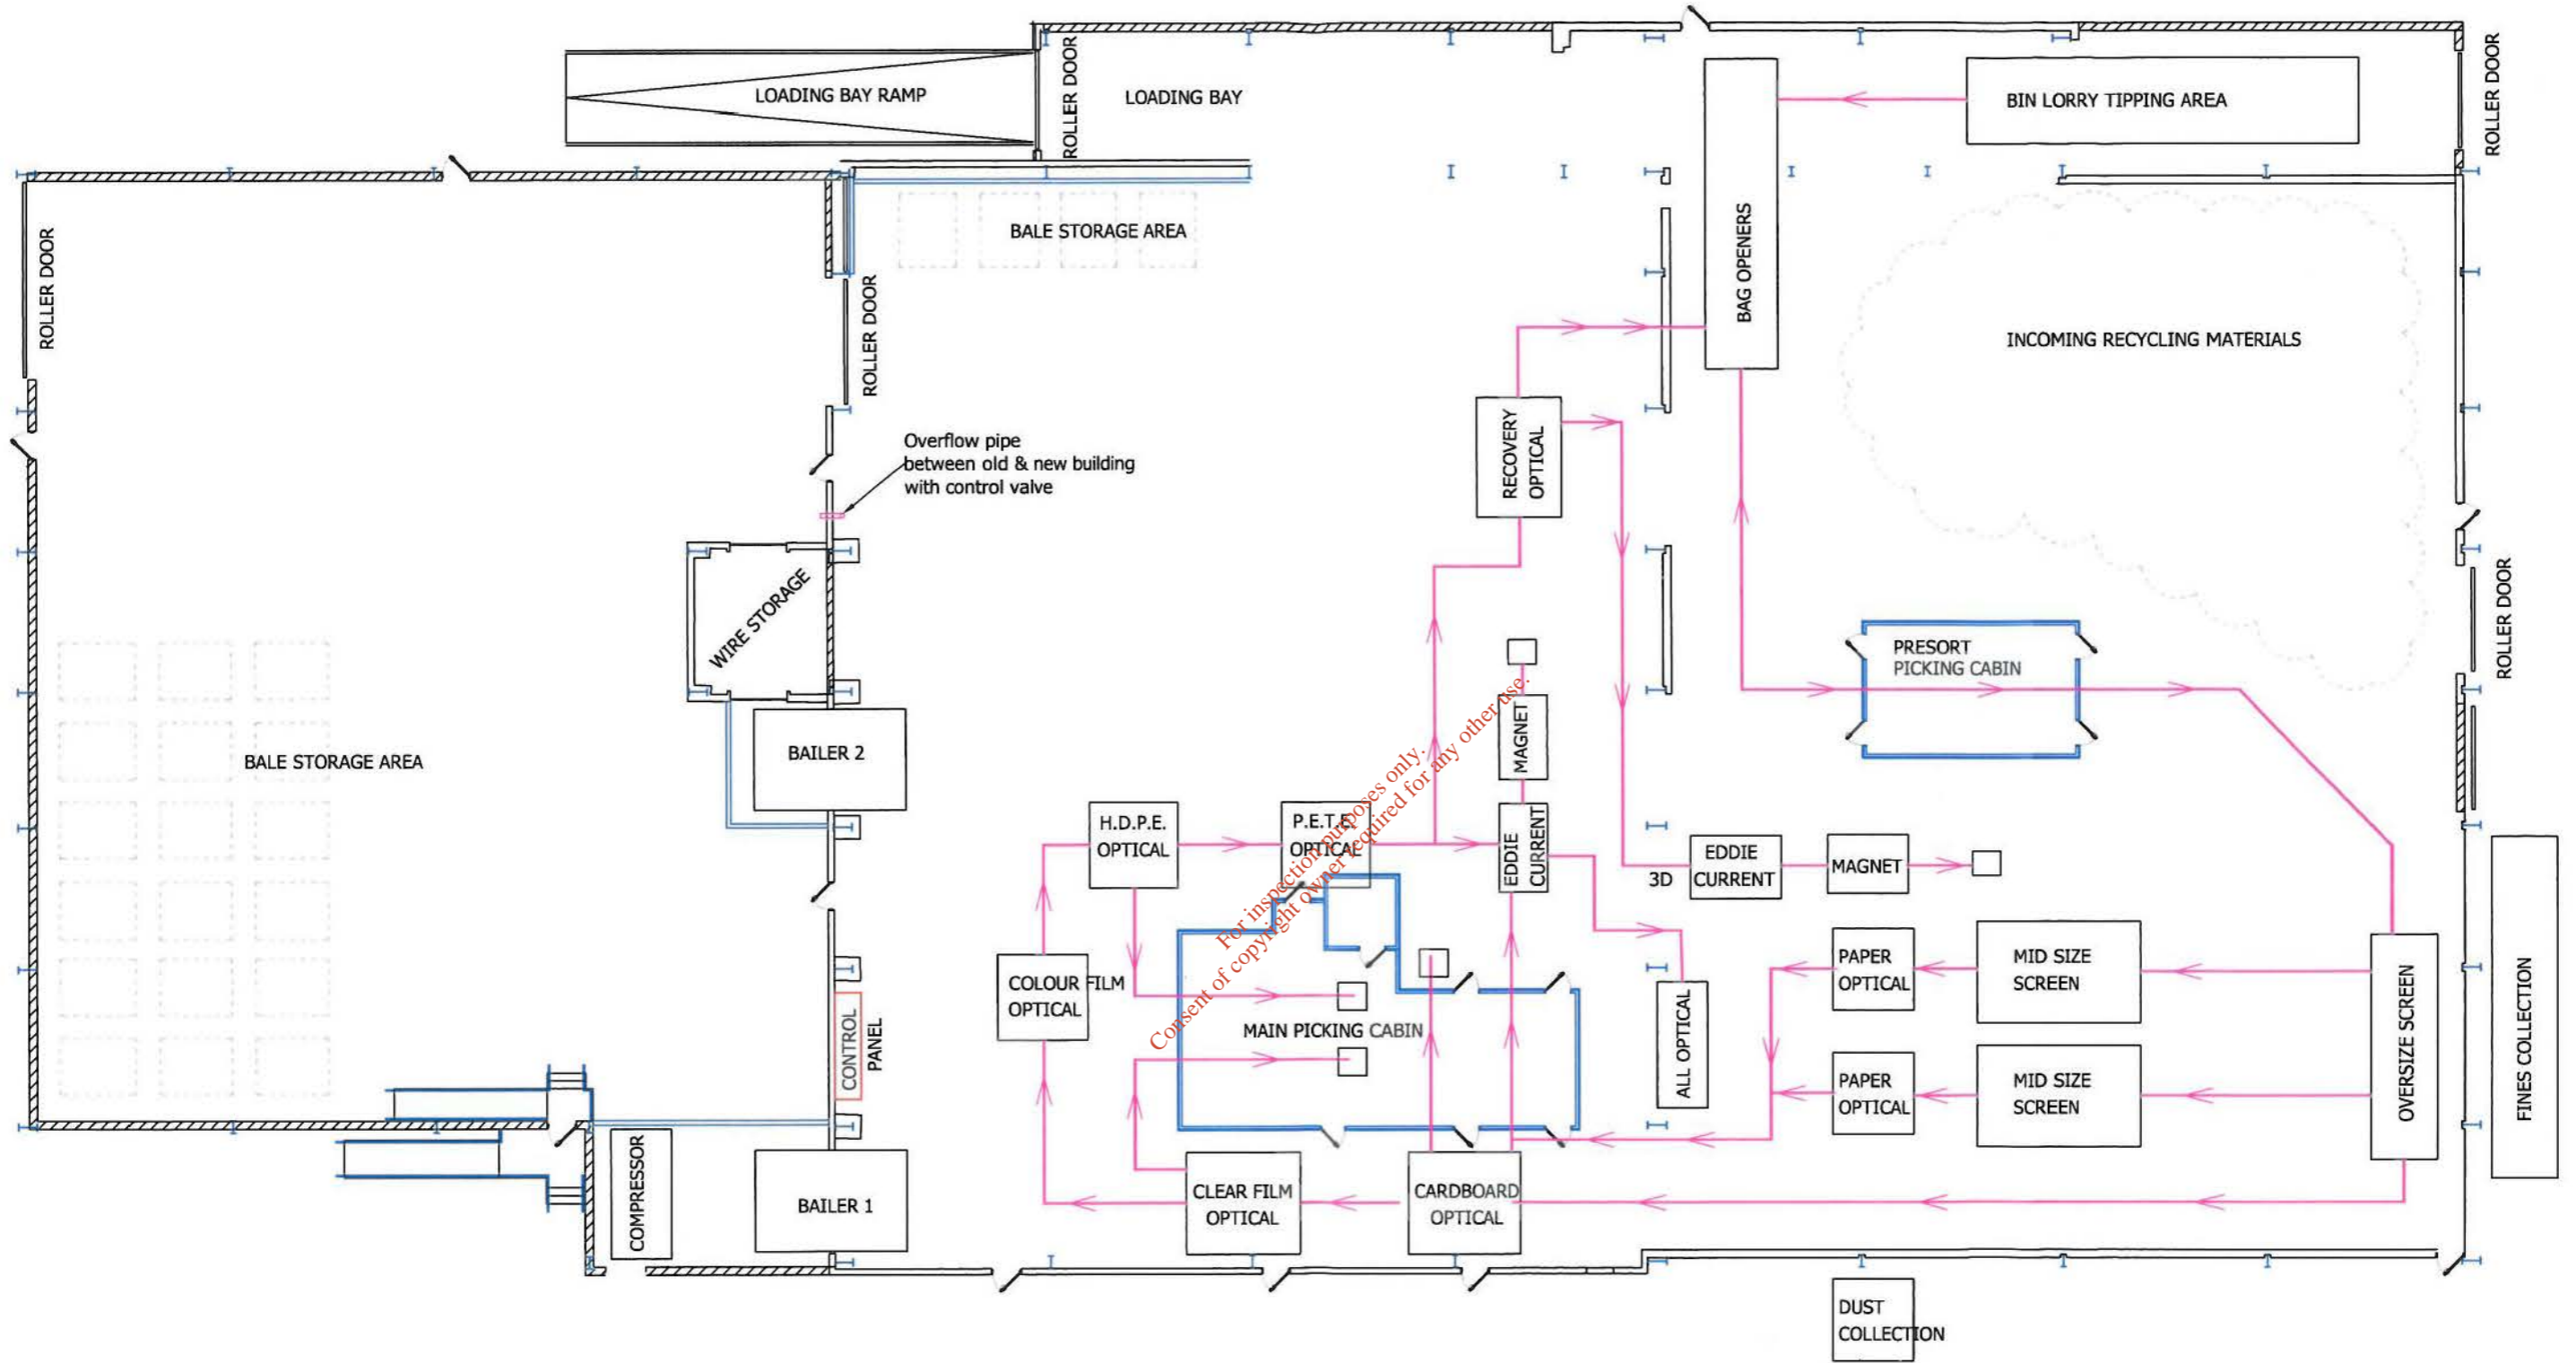 LOADING BAY RAMP
ROLLER DOOR
LOADING BAY
BIN LORRY TIPPING AREA
ROLLER DOOR
ROLLER DOOR
BALE STORAGE AREA
BAG OPENERS
ROLLER DOOR
INCOMING RECYCLING MATERIALS
Overflow pipe
between old & new building
with control valve
RECOVERY
OPTICAL
WIRE STORAGE
ROLLER DOOR
PRESORT
PICKING CABIN
BALE STORAGE AREA
BAILER 2
MAGNET
H.D.P.E.
OPTICAL
P.E.T.E.
OPTICAL
EDDIE
CURRENT
3D
EDDIE
CURRENT
MAGNET
For inspection purposes only.
Consent of copyright owner required for any other use.
COLOUR FILM
OPTICAL
MAIN PICKING CABIN
CONTROL
PANEL
ALL OPTICAL
PAPER
OPTICAL
MID SIZE
SCREEN
PAPER
OPTICAL
MID SIZE
SCREEN
OVERSIZE SCREEN
FINES COLLECTION
COMPRESSOR
BAILER 1
CLEAR FILM
OPTICAL
CARDBOARD
OPTICAL
DUST
COLLECTION